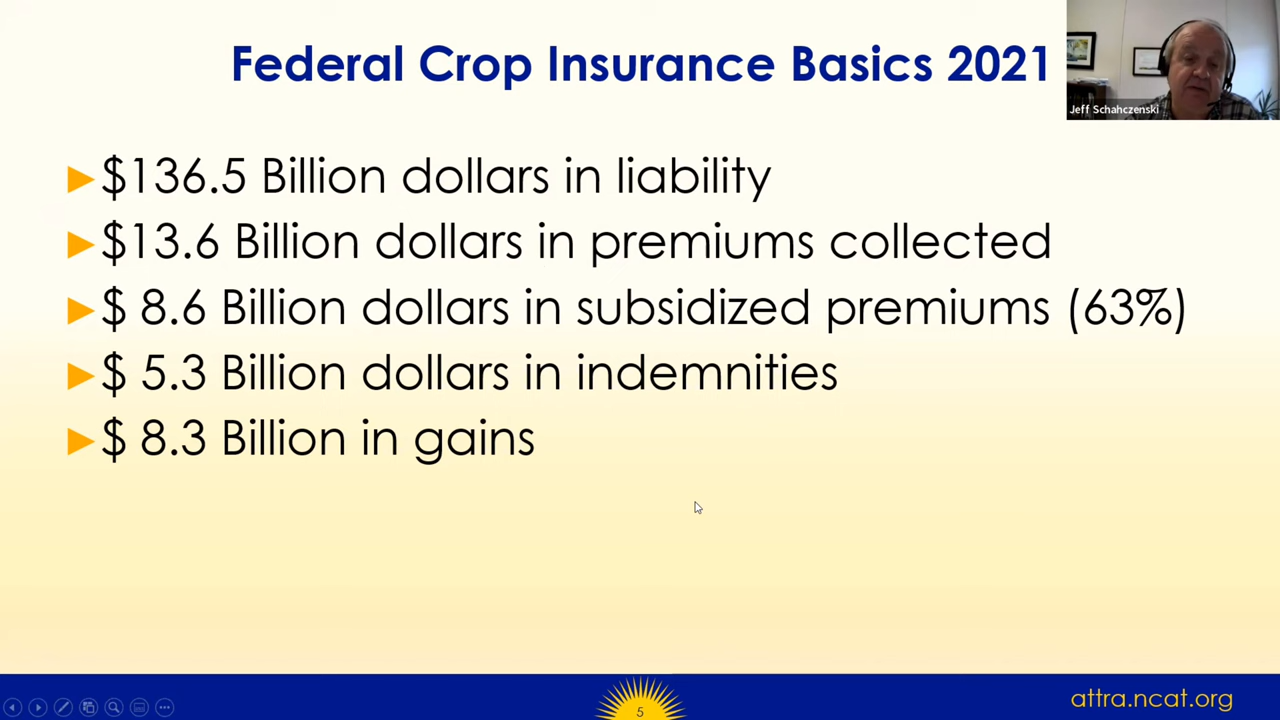 Federal Crop Insurance Basics 2021
Jeff Schahczenski
$136.5 Billion dollars in liability
$13.6 Billion dollars in premiums collected
$ 8.6 Billion dollars in subsidized premiums (63%)
$ 5.3 Billion dollars in indemnities
$ 8.3 Billion in gains
5
attra.ncat.org